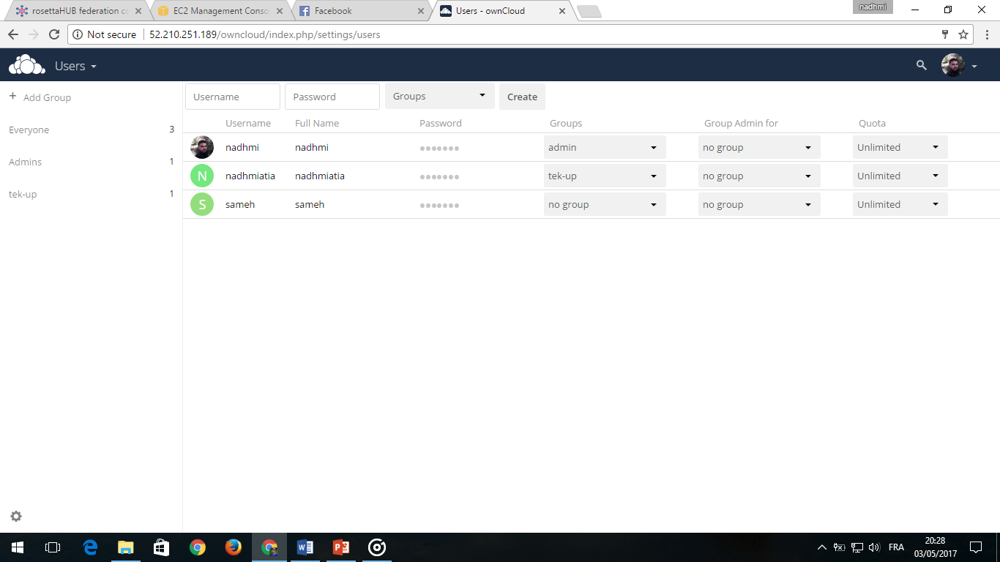 rosettaHUB federation cc
EC2 Management Conso
Facebook
Users - ownCloud
nadhmi
Not secure 52.210.251.189/owncloud/index.php/settings/users
Users
+ Add Group
Everyone 3
Admins 1
tek-up 1
Username Password Groups Create
Username Full Name Password Groups Group Admin for Quota
nadhmi nadhmi admin no group Unlimited
N nadhmiatia nadhmiatia tek-up no group Unlimited
S sameh sameh no group no group Unlimited
FRA
20:28
03/05/2017